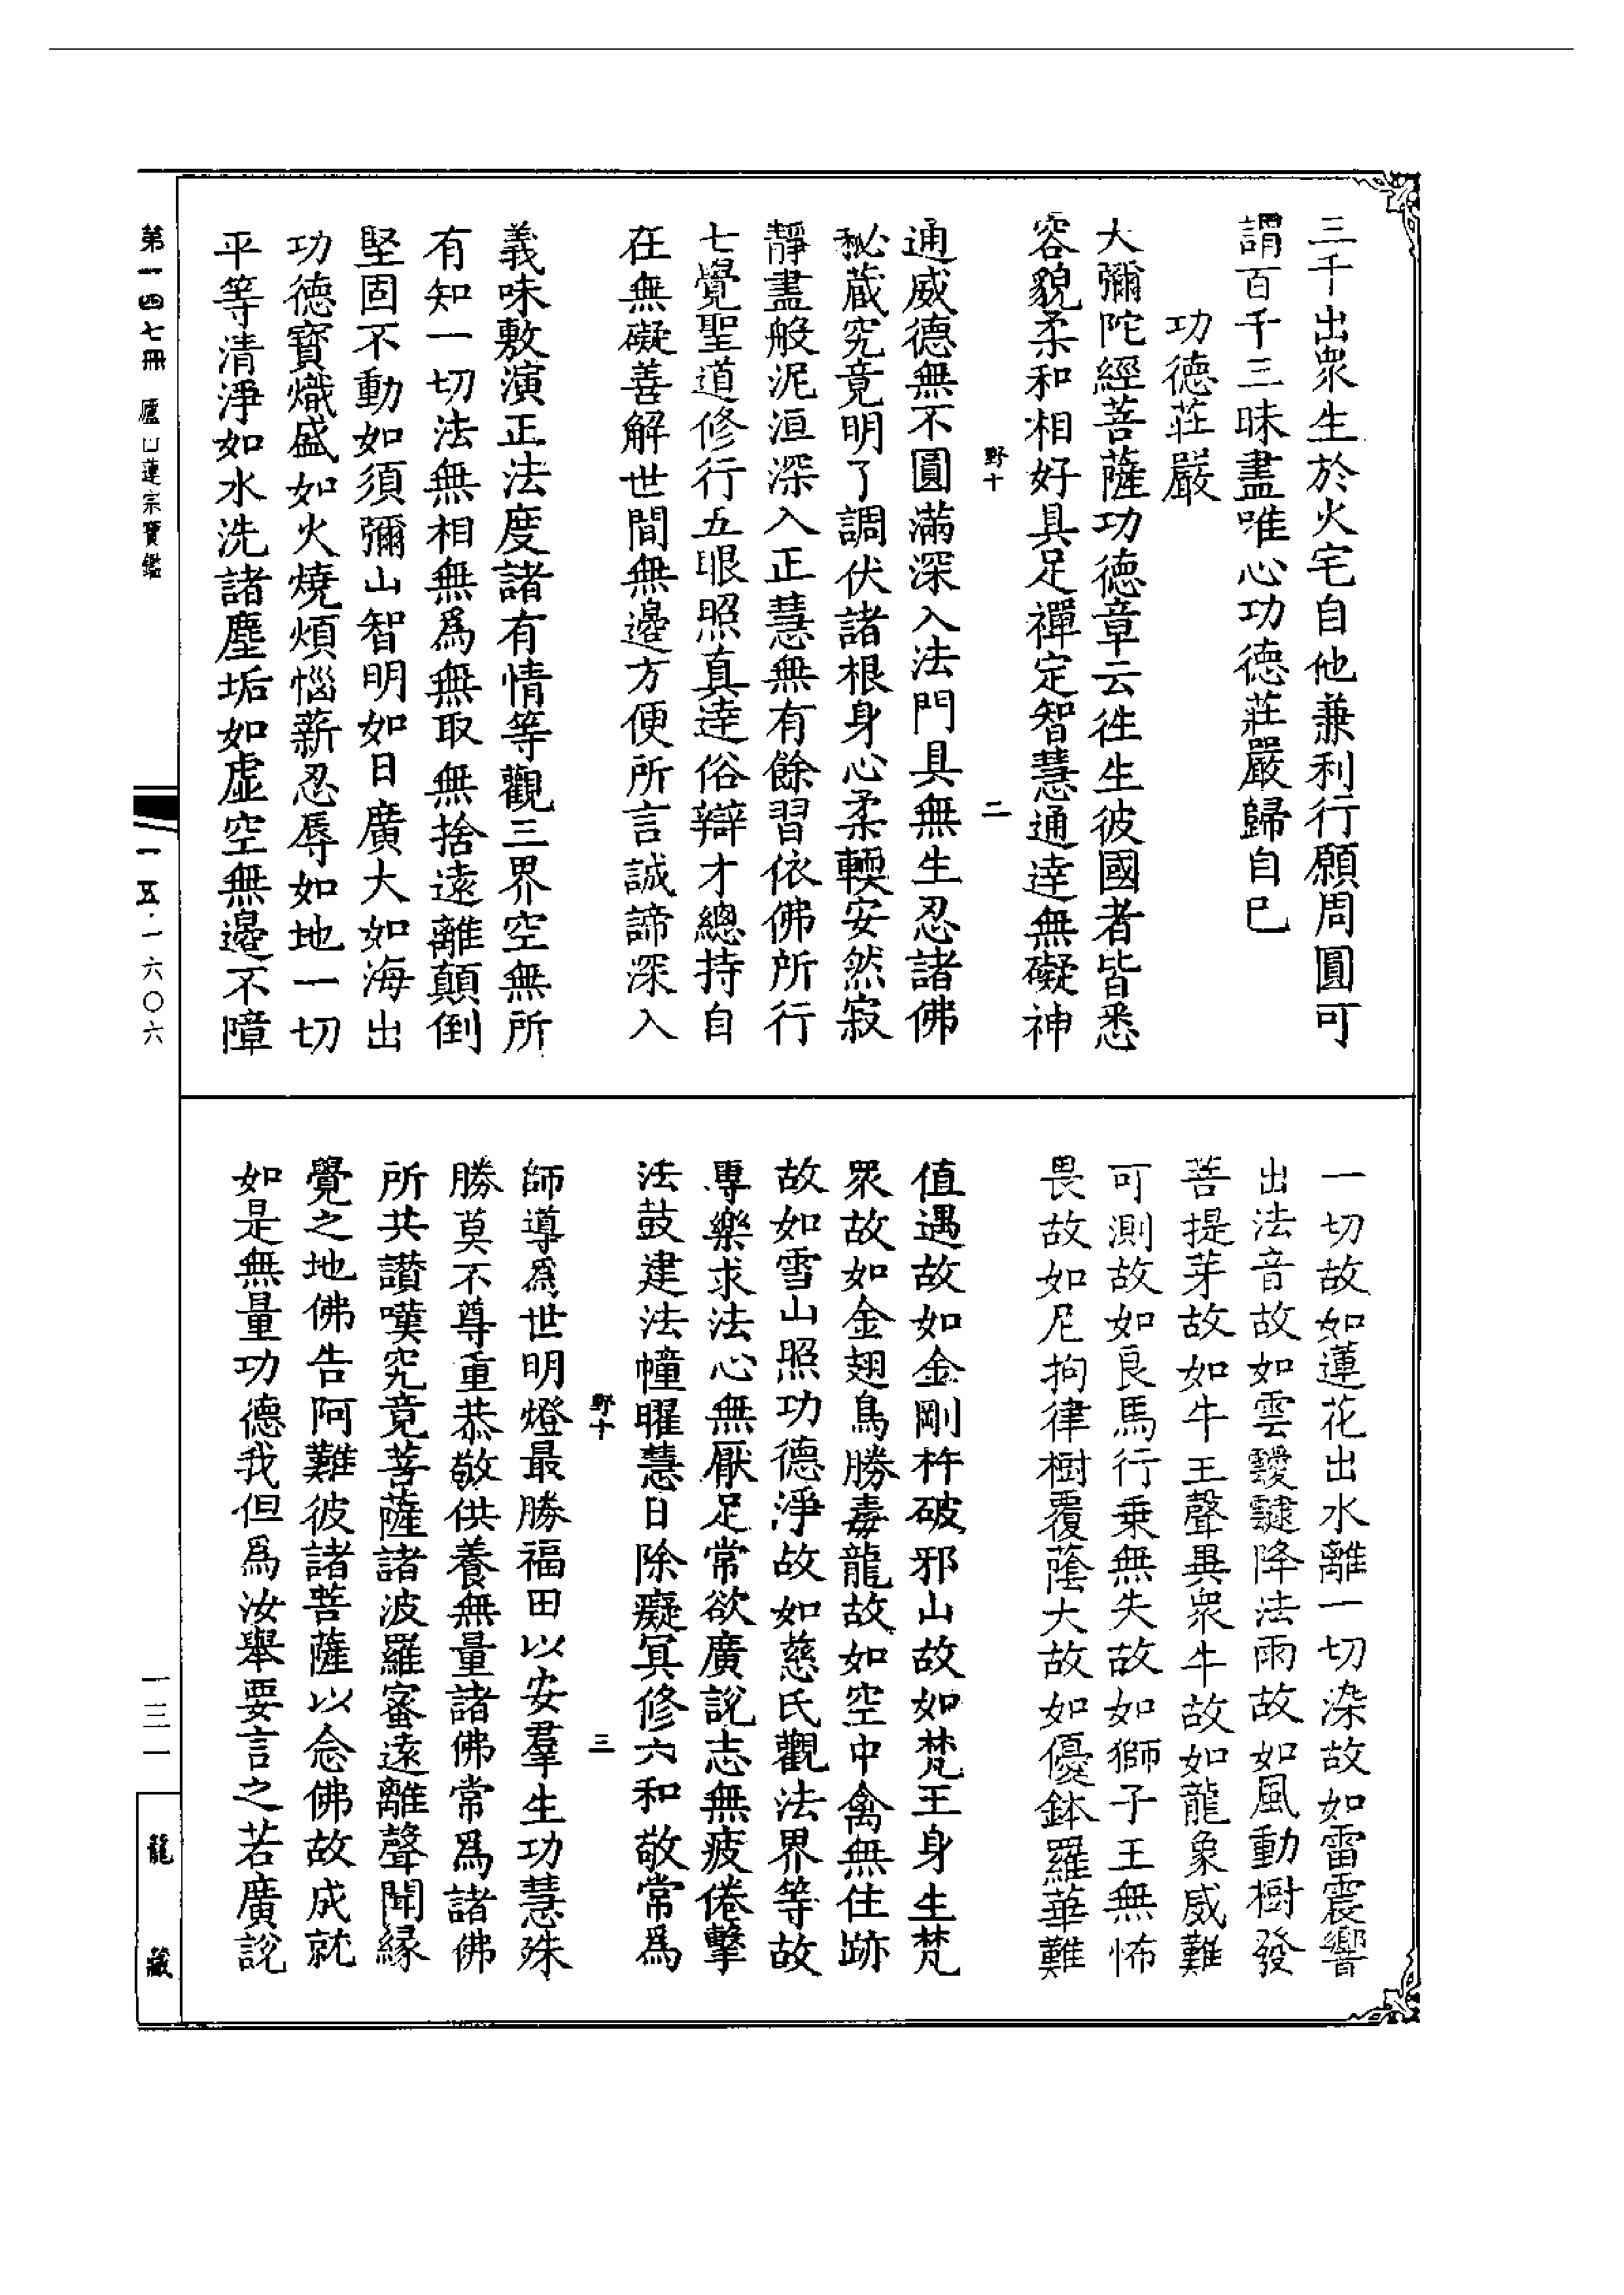 三千出眾生於火宅自他兼利行願周圓可
謂百千三昧盡唯心功德莊嚴歸自己
功德莊嚴
大彌陀經菩薩功德章云徃生彼國者皆悉
容貌柔和相好具足禪定智慧通達無礙神
野十
二
通威德無不圓滿深入法門具無生忍諸佛
秘藏究竟明了調伏諸根身心柔輭安然寂
靜盡般泥洹深入正慧無有餘習依佛所行
七覺聖道修行五眼照真達俗辯才總持自
在無礙善解世間無邊方便所言誠諦深入
義味敷演正法度諸有情等觀三界空無所
有知一切法無相無爲無取無捨遠離顛倒
堅固不動如須彌山智明如日廣大如海出
功德寶熾盛如火燒煩惱薪忍辱如地一切
平等清淨如水洗諸塵垢如虛空無邊不障
一切故如蓮花出水離一切染故如雷震響
出法音故如雲靉靆降法雨故如風動樹發
菩提芽故如牛王聲異眾牛故如龍象威難
可測故如良馬行乗無失故如獅子王無怖
畏故如尼拘律樹覆蔭大故如優鉢羅華難
值遇故如金剛杵破邪山故如梵王身生梵
眾故如金翅鳥勝毒龍故如空中禽無住跡
故如雪山照功德淨故如慈氏觀法界等故
專樂求法心無厭足常欲廣說志無疲倦擊
法鼓建法幢曜慧日除癡冥修六和敬常爲
野十
三
師導爲世明燈最勝福田以安羣生功慧殊
勝莫不尊重恭敬供養無量諸佛常爲諸佛
所共讚嘆究竟菩薩諸波羅蜜遠離聲聞緣
覺之地佛告阿難彼諸菩薩以念佛故成就
如是無量功德我但爲汝舉要言之若廣說
第一四七冊　廬山蓮宗寶鑑
一一五·一六〇六
一三一
龍藏